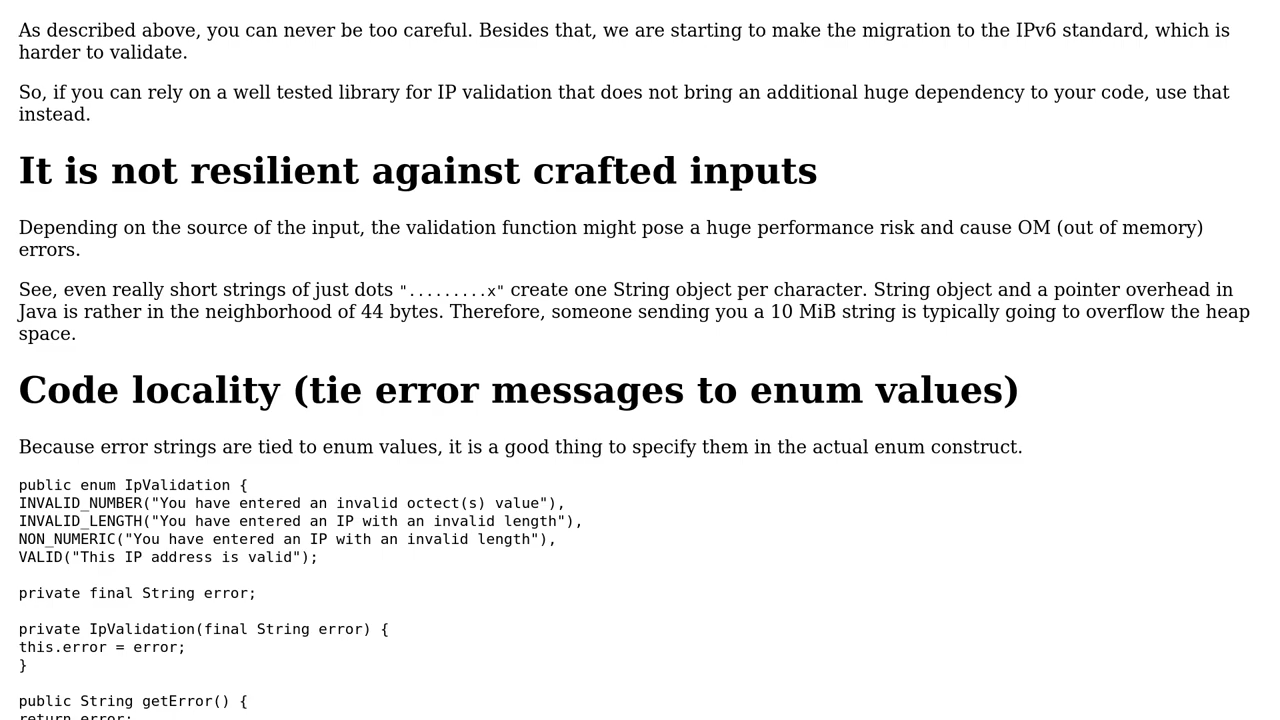 As described above, you can never be too careful. Besides that, we are starting to make the migration to the IPv6 standard, which is
harder to validate.
So, if you can rely on a well tested library for IP validation that does not bring an additional huge dependency to your code, use that
instead.
It is not resilient against crafted inputs
Depending on the source of the input, the validation function might pose a huge performance risk and cause OM (out of memory)
errors.
See, even really short strings of just dots ".........x" create one String object per character. String object and a pointer overhead in
Java is rather in the neighborhood of 44 bytes. Therefore, someone sending you a 10 MiB string is typically going to overflow the heap
space.
Code locality (tie error messages to enum values)
Because error strings are tied to enum values, it is a good thing to specify them in the actual enum construct.
public enum IpValidation {
INVALID_NUMBER("You have entered an invalid octect(s) value"),
INVALID_LENGTH("You have entered an IP with an invalid length"),
NON_NUMERIC("You have entered an IP with an invalid length"),
VALID("This IP address is valid");
private final String error;
private IpValidation(final String error) {
this.error = error;
}
public String getError() {
return error;